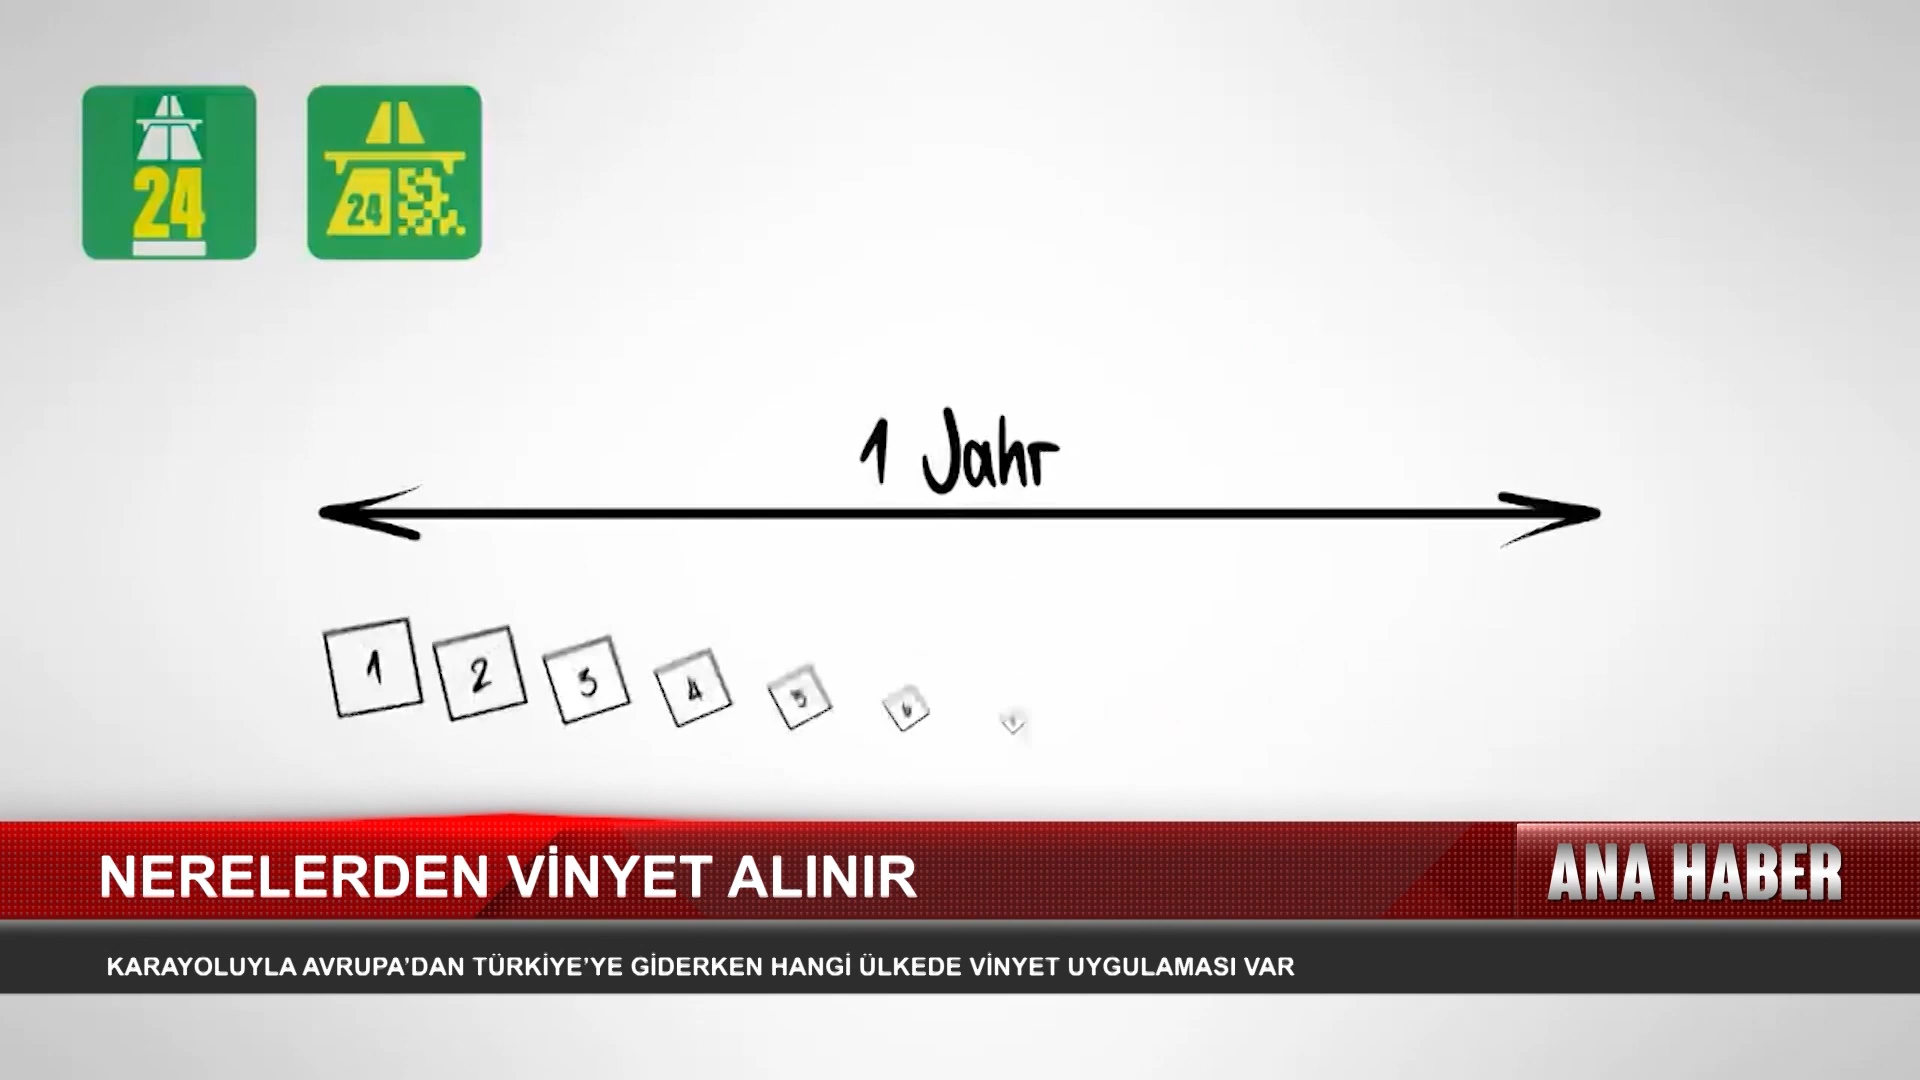 24
24
1 Jahr
1 2 3 4 5 6
NERELERDEN VİNYET ALINIR
ANA HABER
KARAYOLUYLA AVRUPA'DAN TÜRKİYE'YE GİDERKEN HANGİ ÜLKEDE VİNYET UYGULAMASI VAR